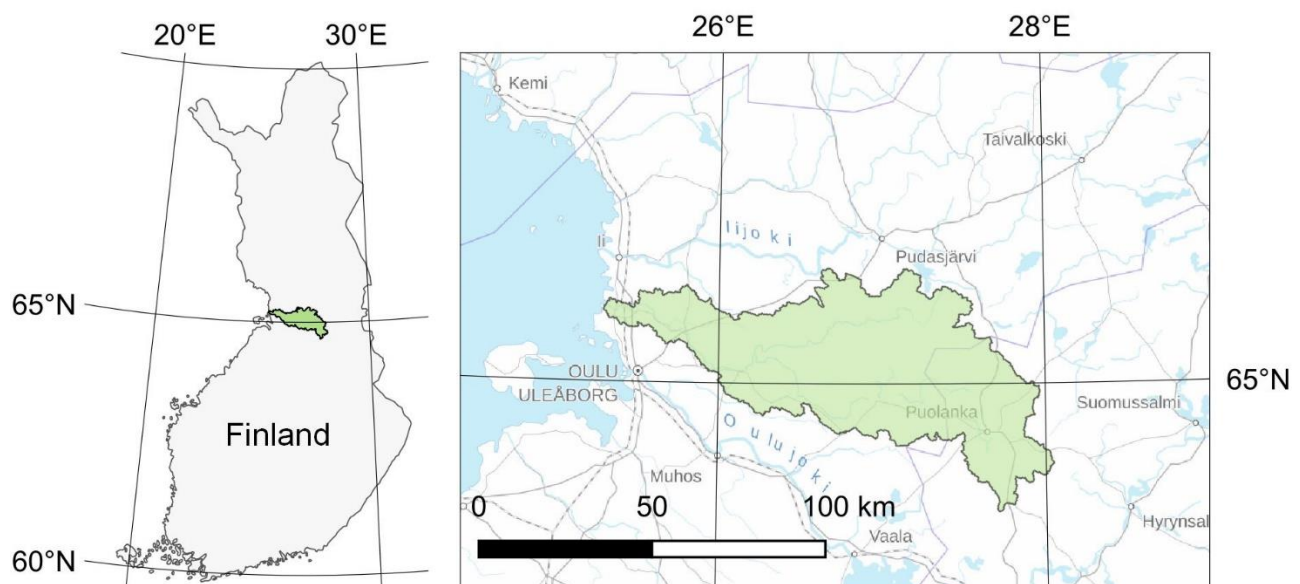 20°E
30°E
65°N
Finland
60°N
26°E
28°E
Kemi
Taivalkoski
Iijoki
Ii
Pudasjärvi
OULU
ULEÅBORG
65°N
Puolanka
Suomussalmi
Oulujoki
Muhos
0
50
100 km
Hyrynsal
Vaala